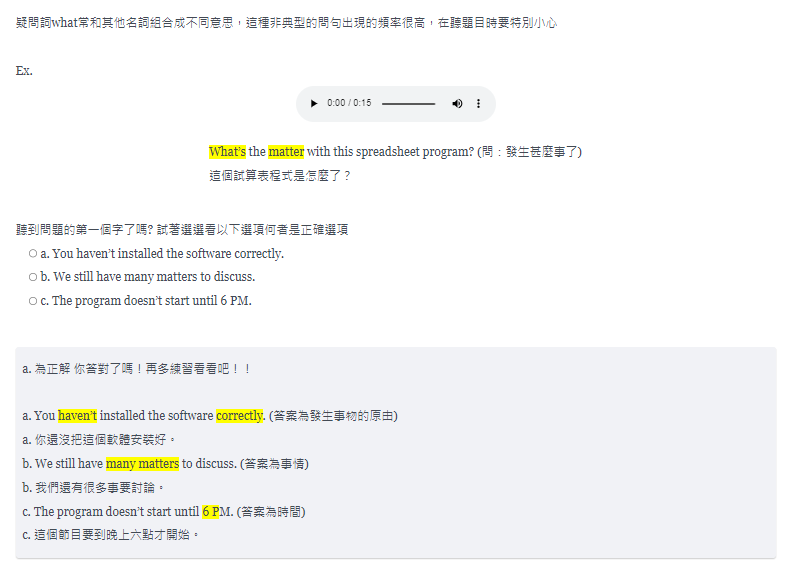 疑問詞what常和其他名詞組合成不同意思，這種非典型的問句出現的頻率很高，在聽題目時要特別小心
Ex.
0:00 / 0:15
What's the matter with this spreadsheet program? (問：發生甚麼事了)
這個試算表程式是怎麼了？
聽到問題的第一個字了嗎? 試著選選看以下選項何者是正確選項
a. You haven't installed the software correctly.
b. We still have many matters to discuss.
c. The program doesn't start until 6 PM.
a. 為正解 你答對了嗎！再多練習看看吧！！
a. You haven't installed the software correctly. (答案為發生事物的原由)
a. 你還沒把這個軟體安裝好。
b. We still have many matters to discuss. (答案為事情)
b. 我們還有很多事要討論。
c. The program doesn't start until 6 PM. (答案為時間)
c. 這個節目要到晚上六點才開始。